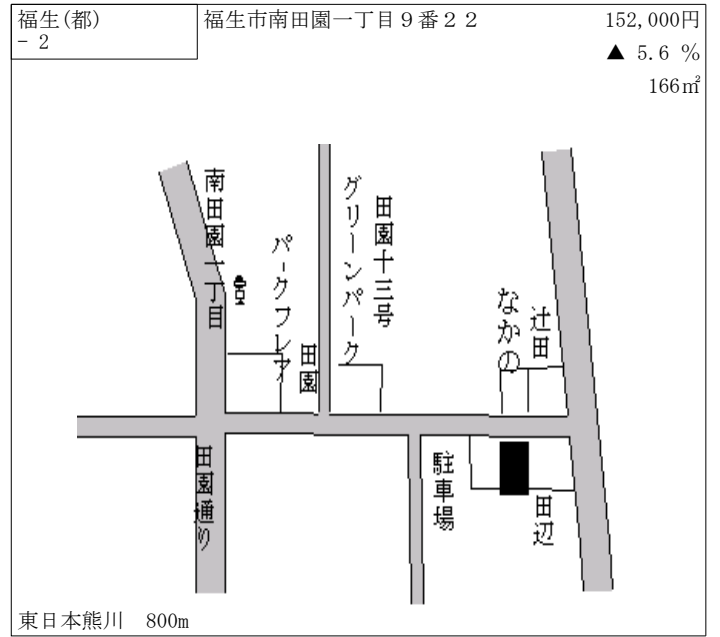 福生(都)
- 2
福生市南田園一丁目９番２２
152,000円
▲ 5.6 %
166㎡
南田園一丁目
パークフレア
田園
グリーンパーク
田園十三号
なかの
辻田
田園通り
駐車場
田辺
東日本熊川 800m